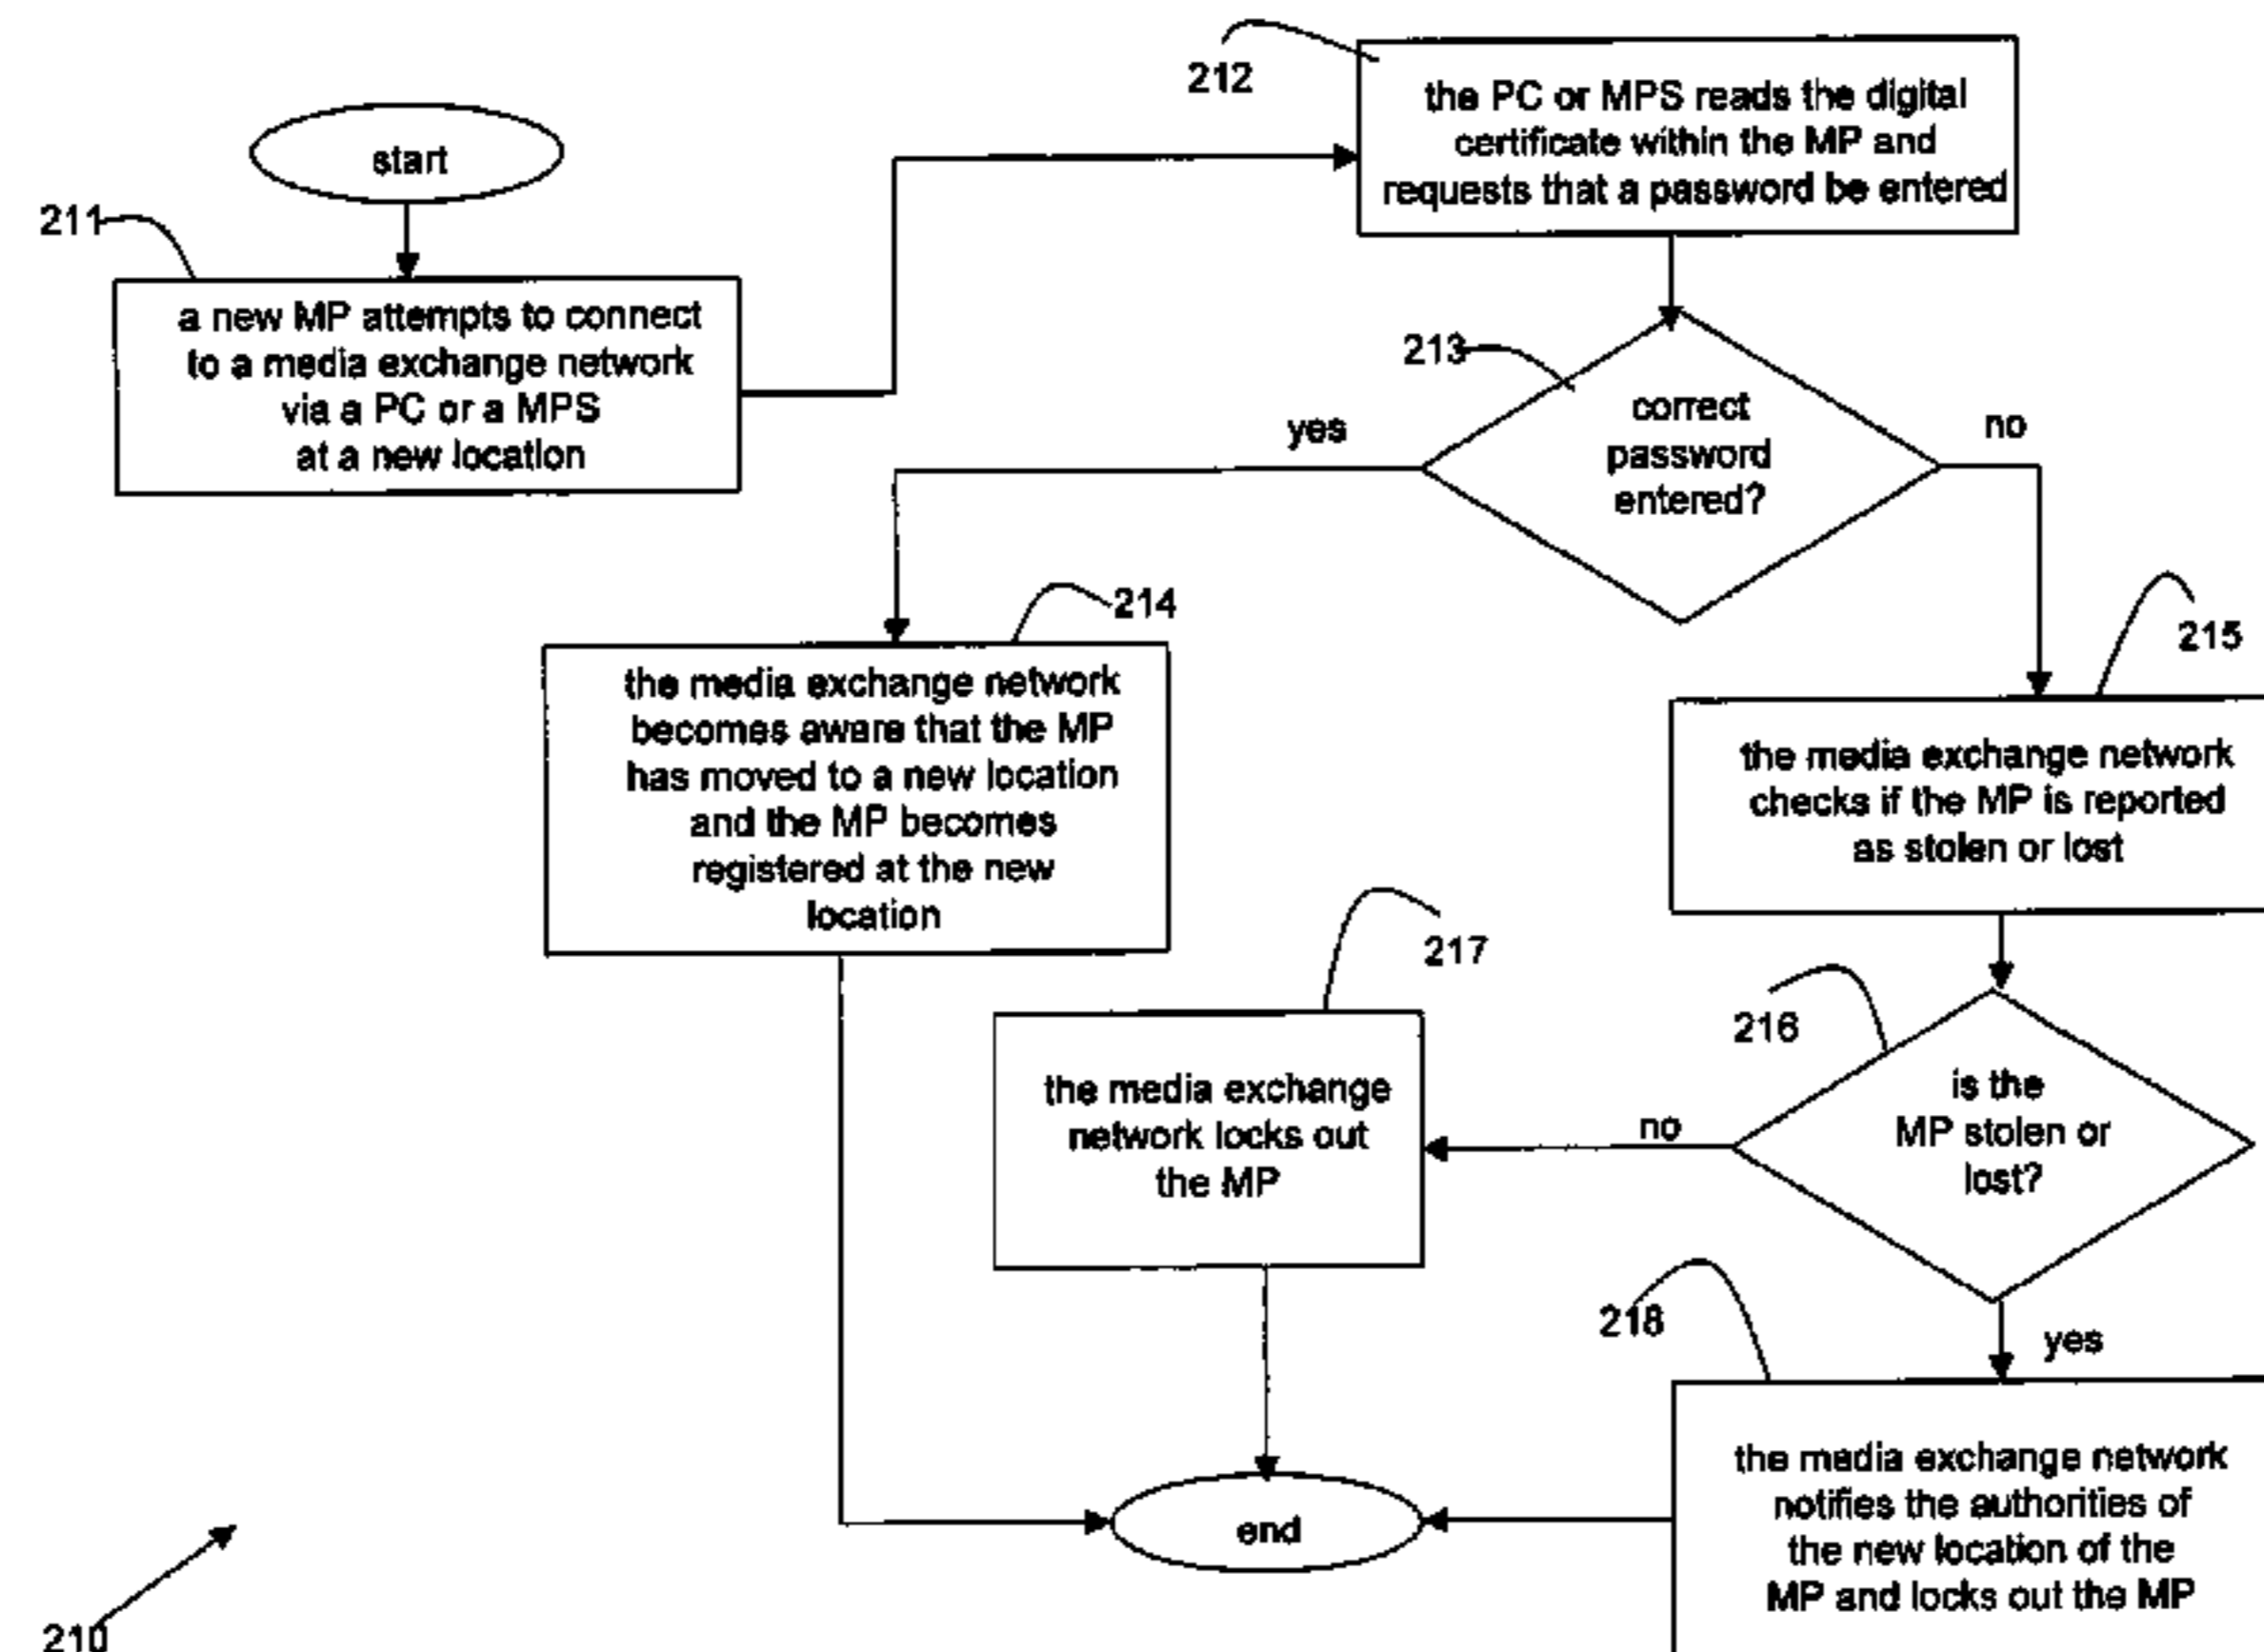 start
211
a new MP attempts to connect
to a media exchange network
via a PC or a MPS
at a new location
212
the PC or MPS reads the digital
certificate within the MP and
requests that a password be entered
213
correct
password
entered?
yes
no
214
the media exchange network
becomes aware that the MP
has moved to a new location
and the MP becomes
registered at the new
location
215
the media exchange network
checks if the MP is reported
as stolen or lost
216
is the
MP stolen or
lost?
no
yes
217
the media exchange
network locks out
the MP
218
the media exchange network
notifies the authorities of
the new location of the
MP and locks out the MP
end
210